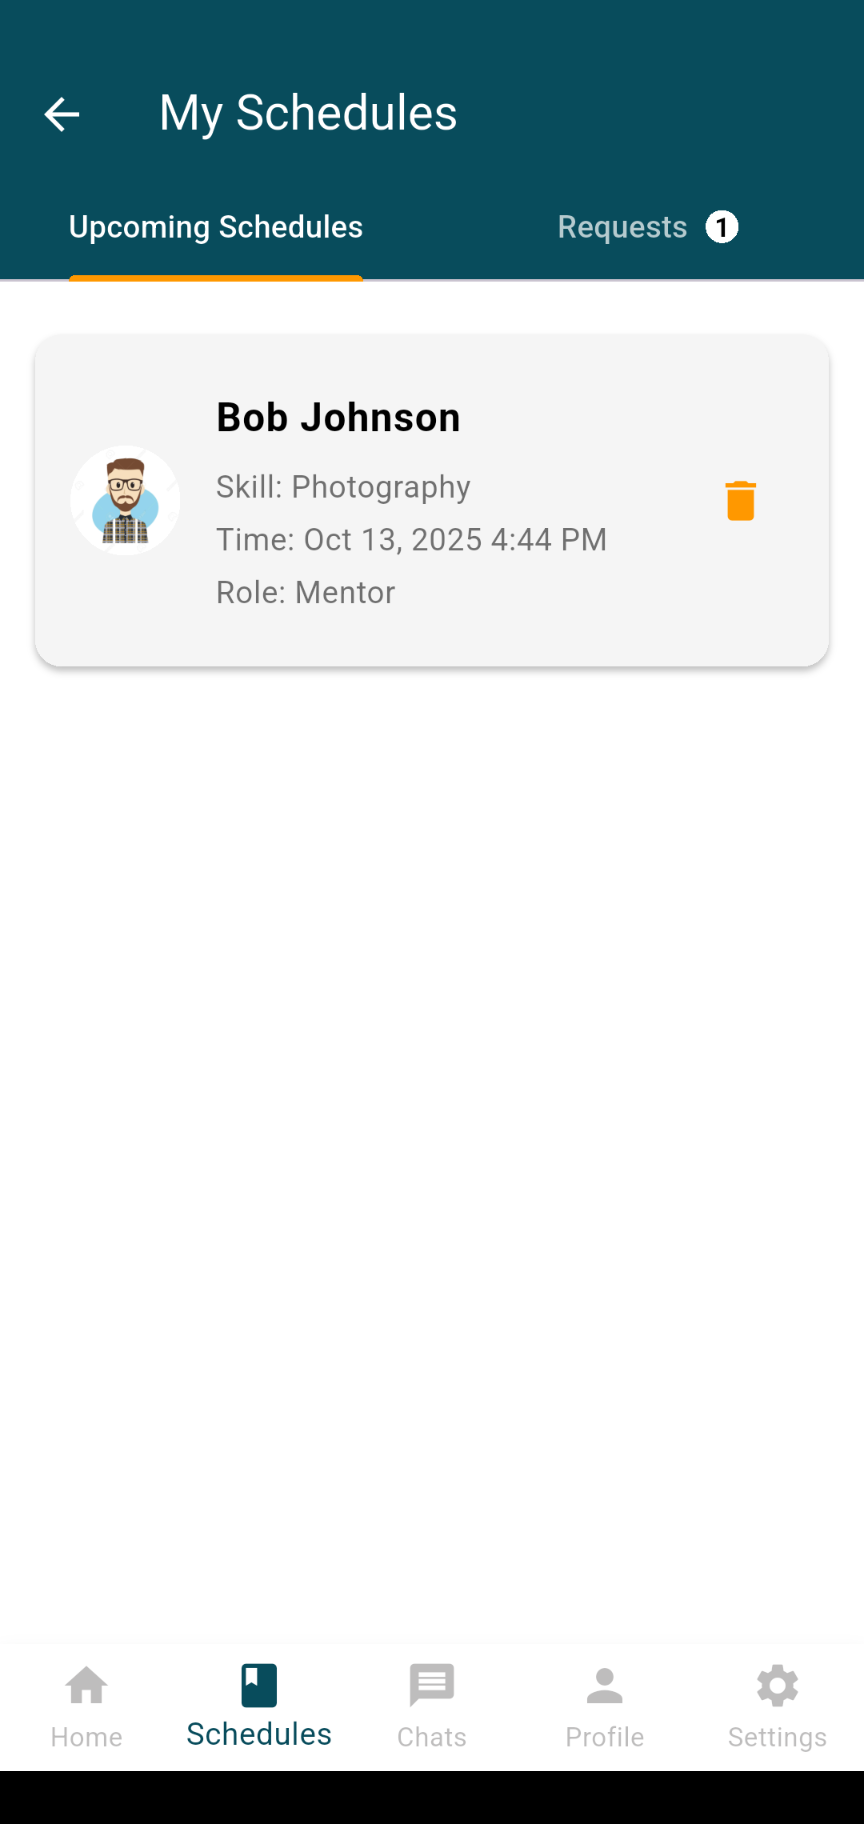 My Schedules
Upcoming Schedules
Requests 1
Bob Johnson
Skill: Photography
Time: Oct 13, 2025 4:44 PM
Role: Mentor
Home
Schedules
Chats
Profile
Settings